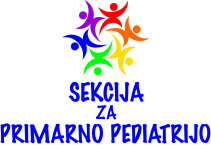 SEKCIJA
ZA
PRIMARNO PEDIATRIJO